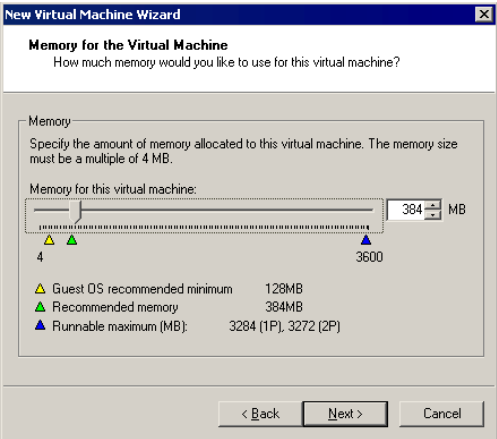 New Virtual Machine Wizard
Memory for the Virtual Machine
How much memory would you like to use for this virtual machine?
Memory
Specify the amount of memory allocated to this virtual machine. The memory size
must be a multiple of 4 MB.
Memory for this virtual machine:
384 MB
4 3600
Guest OS recommended minimum 128MB
Recommended memory 384MB
Runnable maximum (MB): 3284 (1P), 3272 (2P)
< Back Next > Cancel